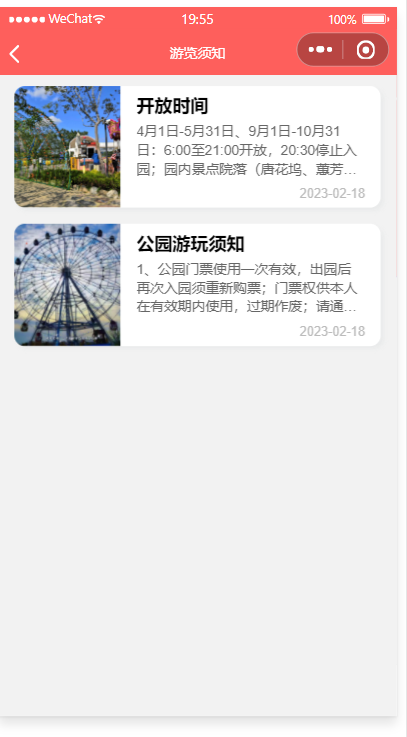 WeChat
19:55
100%
游览须知
开放时间
4月1日-5月31日、9月1日-10月31
日：6:00至21:00开放，20:30停止入
园；园内景点院落（唐花坞、蕙芳...
2023-02-18
公园游玩须知
1、公园门票使用一次有效，出园后
再次入园须重新购票；门票权供本人
在有效期内使用，过期作废；请通...
2023-02-18